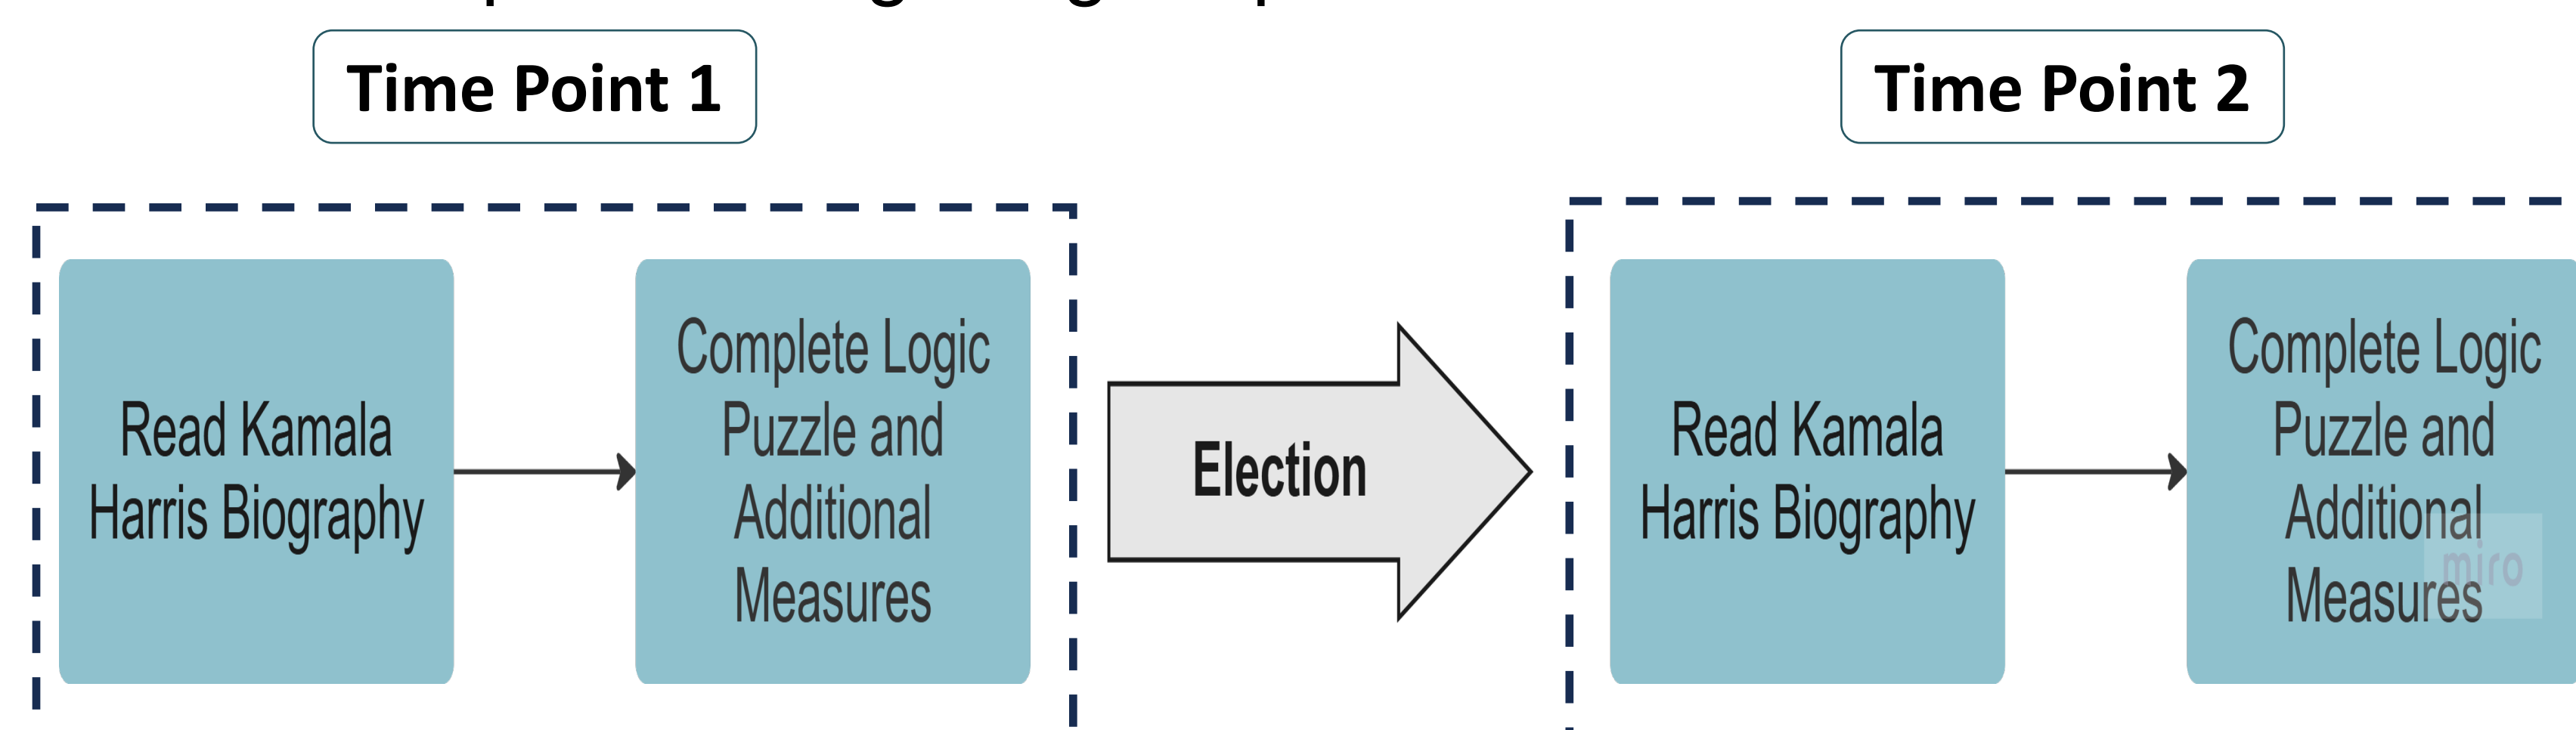 Time Point 1
Time Point 2
Read Kamala
Harris Biography
Complete Logic
Puzzle and
Additional
Measures
Election
Read Kamala
Harris Biography
Complete Logic
Puzzle and
Additional
Measures
miro